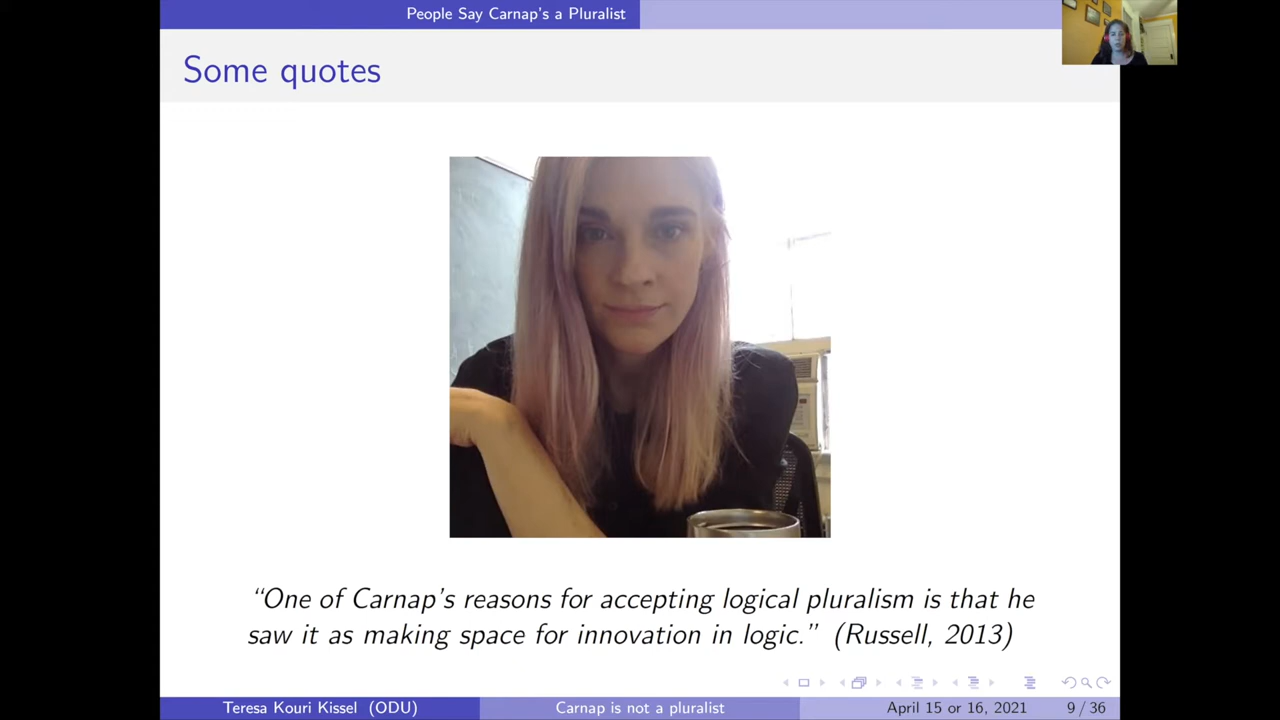 People Say Carnap's a Pluralist
Some quotes
“One of Carnap's reasons for accepting logical pluralism is that he
saw it as making space for innovation in logic.” (Russell, 2013)
Teresa Kouri Kissel (ODU)
Carnap is not a pluralist
April 15 or 16, 2021
9 / 36